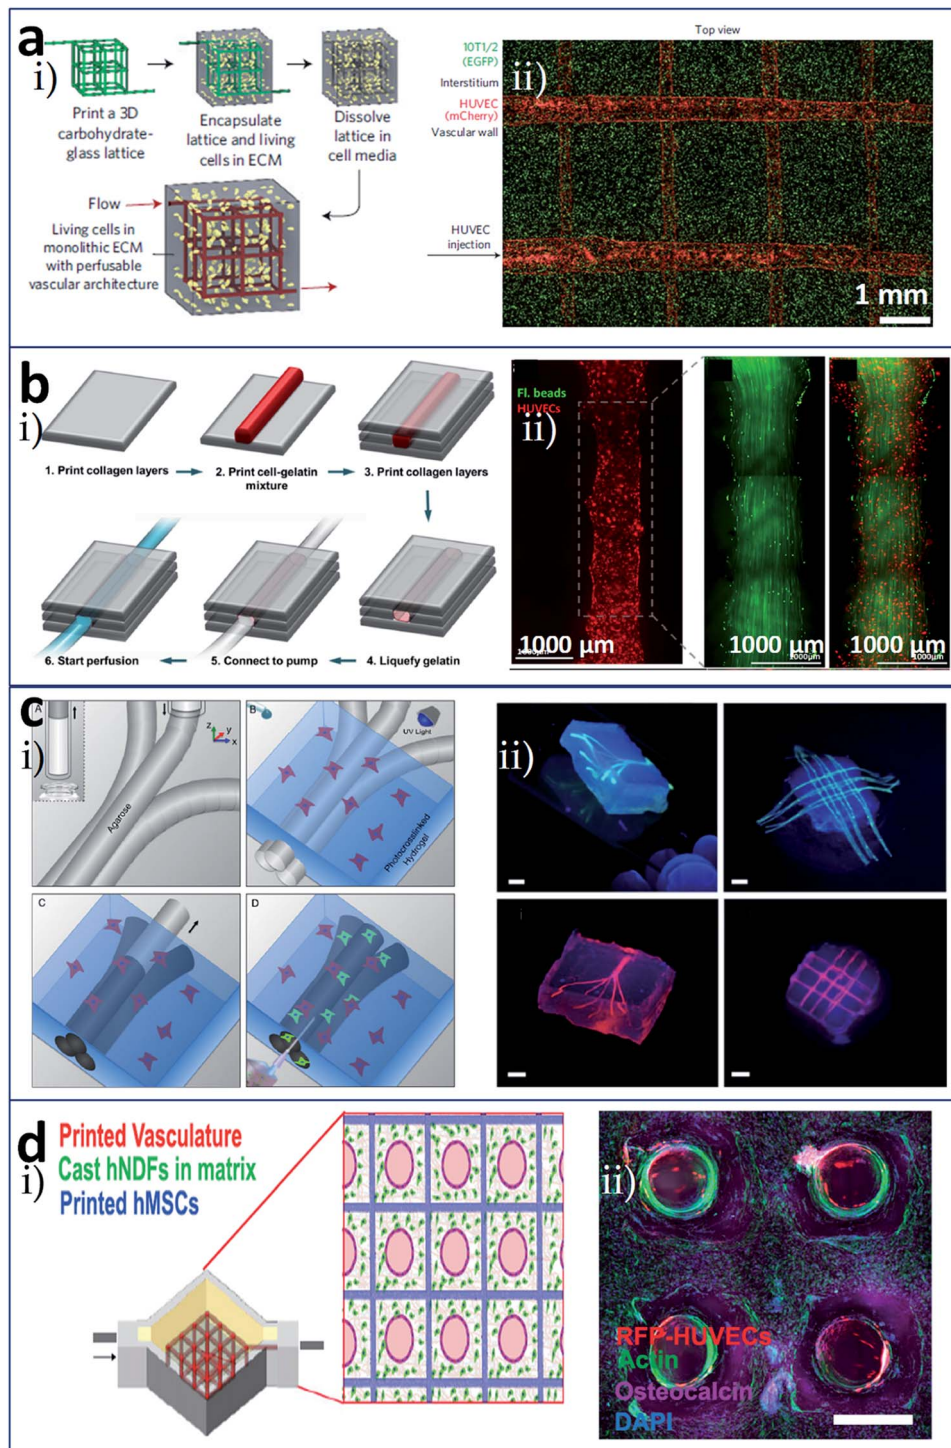 a
i)
Print a 3D
carbohydrate-
glass lattice
Encapsulate
lattice and living
cells in ECM
Dissolve
lattice in
cell media
Flow
Living cells in
monolithic ECM
with perfusable
vascular architecture
Top view
10T1/2
(EGFP)
Interstitium
HUVEC
(mCherry)
Vascular wall
HUVEC
injection
ii)
1 mm
b
i)
1. Print collagen layers
2. Print cell-gelatin
mixture
3. Print collagen layers
6. Start perfusion
5. Connect to pump
4. Liquefy gelatin
Fl. beads
HUVECs
ii)
1000 µm
1000 µm
1000 µm
1000µm
1000µm
1000µm
c
i)
A
z
y
x
Agarose
B
UV Light
Photocrosslinked
Hydrogel
C
D
ii)
i
d
i)
Printed Vasculature
Cast hNDFs in matrix
Printed hMSCs
ii)
RFP-HUVECs
Actin
Osteocalcin
DAPI